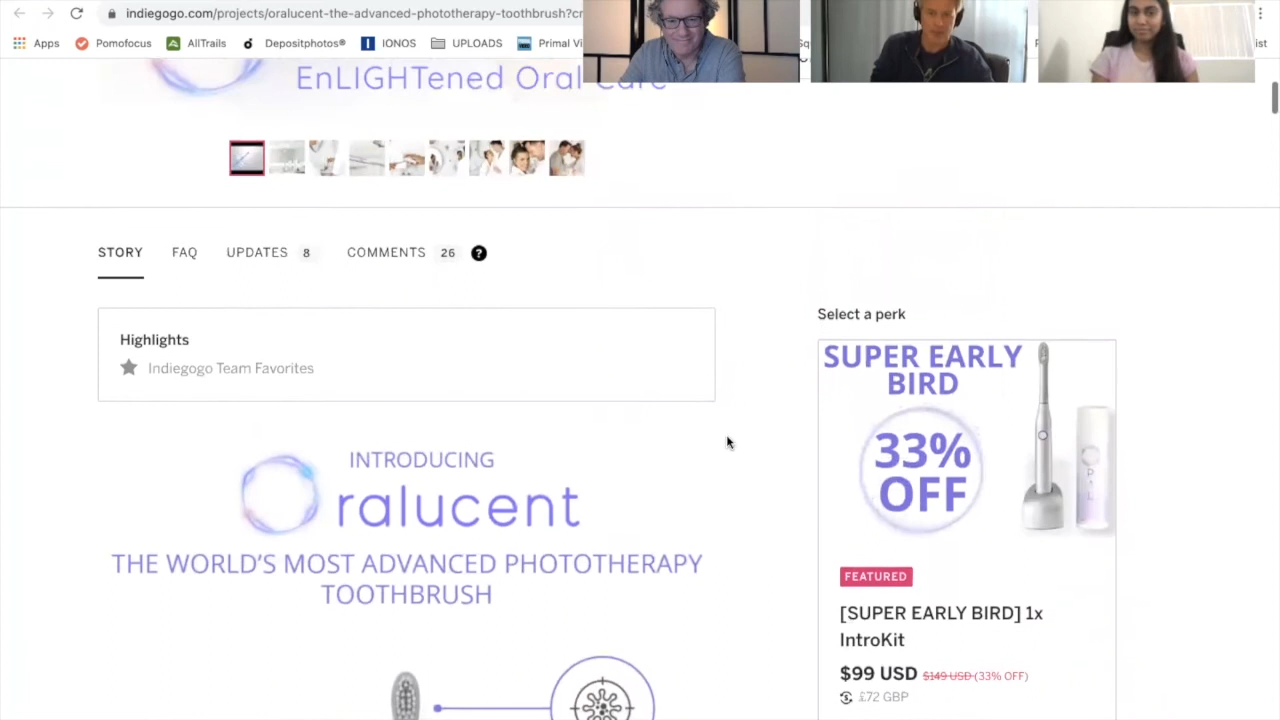 indiegogo.com/projects/oralucent-the-advanced-phototherapy-toothbrush?cr
Apps Pomofocus AllTrails Depositphotos® IONOS UPLOADS Primal Vi
EnLIGHTened Oral Care
STORY FAQ UPDATES 8 COMMENTS 26 ?
Highlights
Indiegogo Team Favorites
INTRODUCING
Oralucent
THE WORLD'S MOST ADVANCED PHOTOTHERAPY
TOOTHBRUSH
Select a perk
SUPER EARLY
BIRD
33%
OFF
FEATURED
[SUPER EARLY BIRD] 1x
IntroKit
$99 USD $149 USD (33% OFF)
£72 GBP